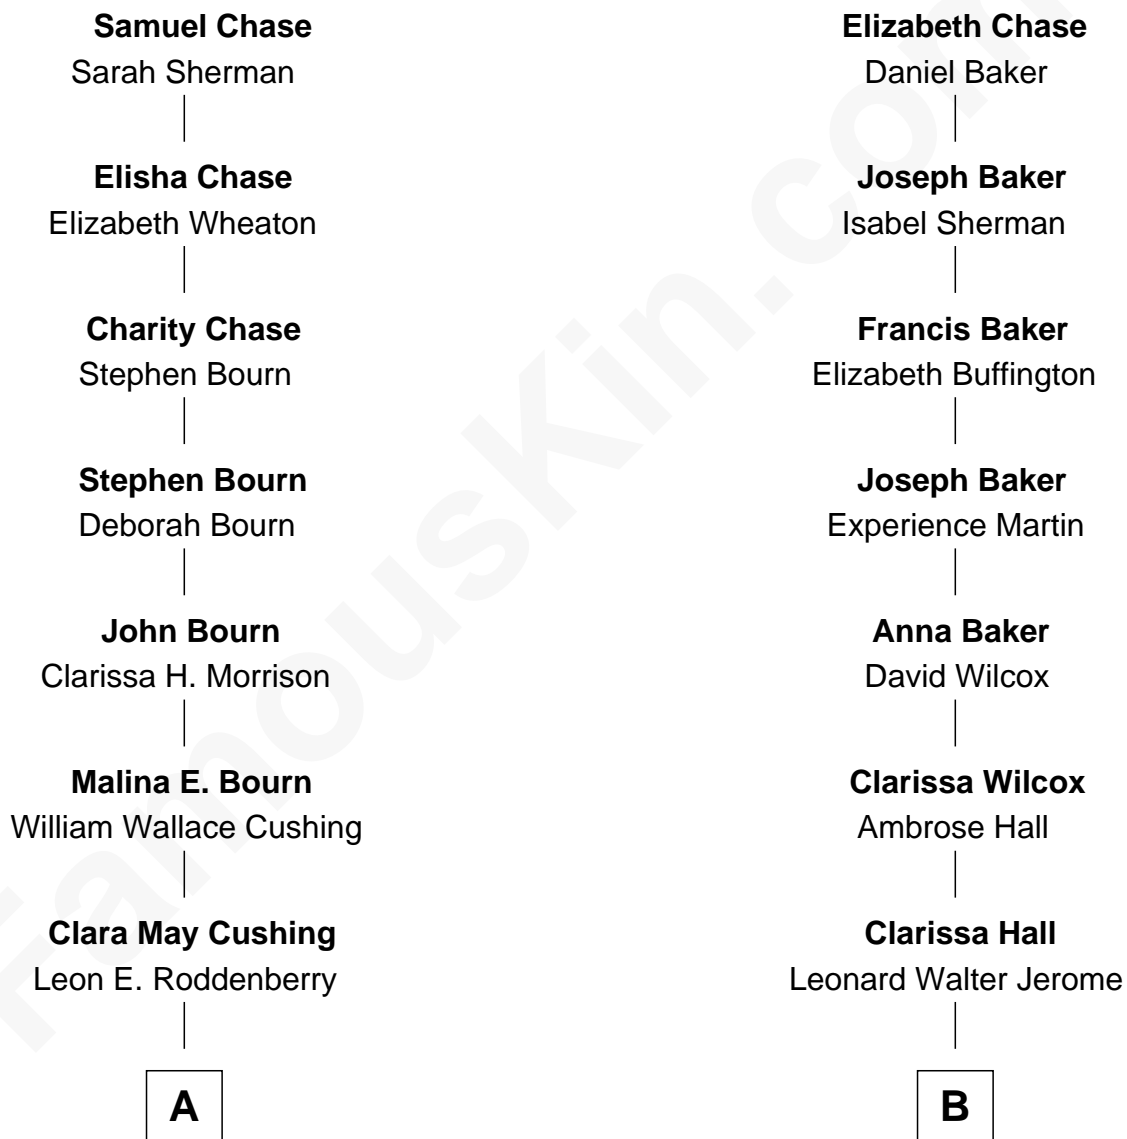 Samuel Chase
Sarah Sherman
Elisha Chase
Elizabeth Wheaton
Charity Chase
Stephen Bourn
Stephen Bourn
Deborah Bourn
John Bourn
Clarissa H. Morrison
Malina E. Bourn
William Wallace Cushing
Clara May Cushing
Leon E. Roddenberry
A
Elizabeth Chase
Daniel Baker
Joseph Baker
Isabel Sherman
Francis Baker
Elizabeth Buffington
Joseph Baker
Experience Martin
Anna Baker
David Wilcox
Clarissa Wilcox
Ambrose Hall
Clarissa Hall
Leonard Walter Jerome
B
FamousKin.com